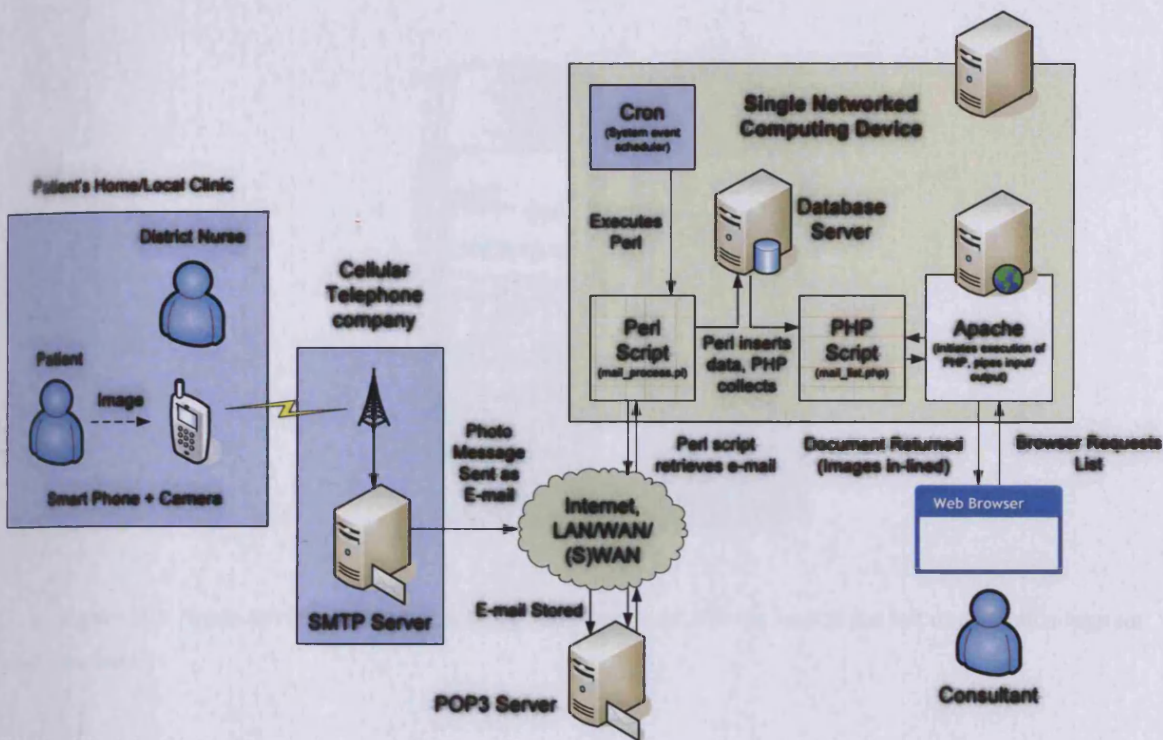 Patient's Home/Local Clinic
District Nurse
Patient
Image
Smart Phone + Camera
Cellular
Telephone
company
SMTP Server
Photo
Message
Sent as
E-mail
Internet,
LAN/WAN/
(S)WAN
E-mail Stored
POP3 Server
Single Networked
Computing Device
Cron
(System event
scheduler)
Executes
Perl
Database
Server
Perl
Script
(mail_process.pl)
Perl inserts
data, PHP
collects
PHP
Script
(mail_list.php)
Apache
(initiates execution of
PHP, pipes input/
output)
Perl script
retrieves e-mail
Document Returned
(Images in-lined)
Browser Requests
List
Web Browser
Consultant